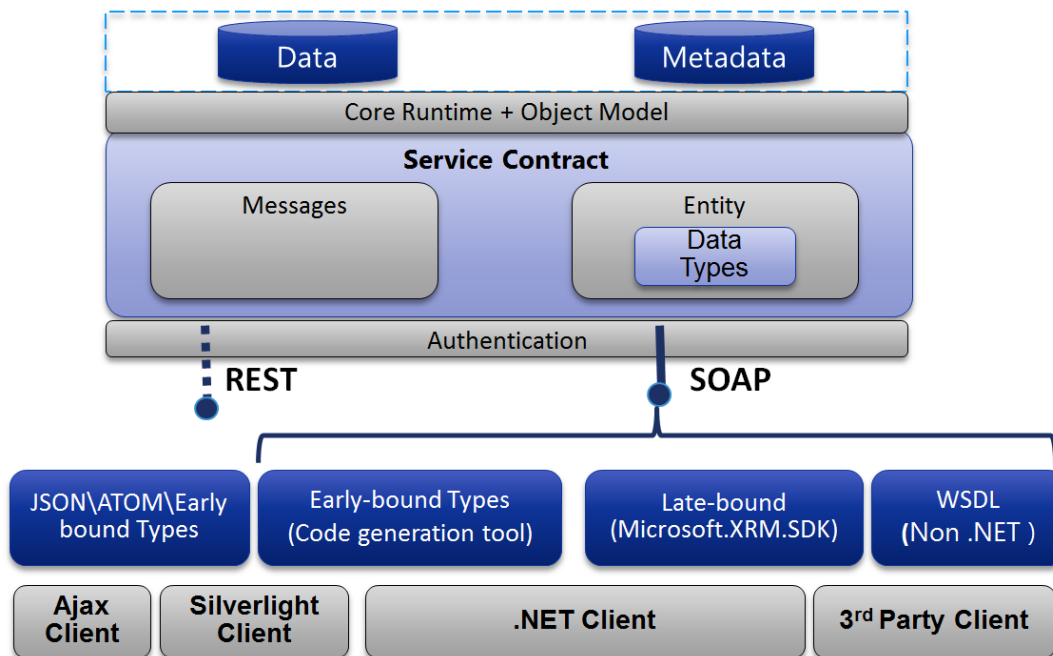 Data
Metadata
Core Runtime + Object Model
Service Contract
Messages
Entity
Data
Types
Authentication
REST
SOAP
JSON\ATOM\Early
bound Types
Early-bound Types
(Code generation tool)
Late-bound
(Microsoft.XRM.SDK)
WSDL
(Non .NET )
Ajax
Client
Silverlight
Client
.NET Client
3rd Party Client